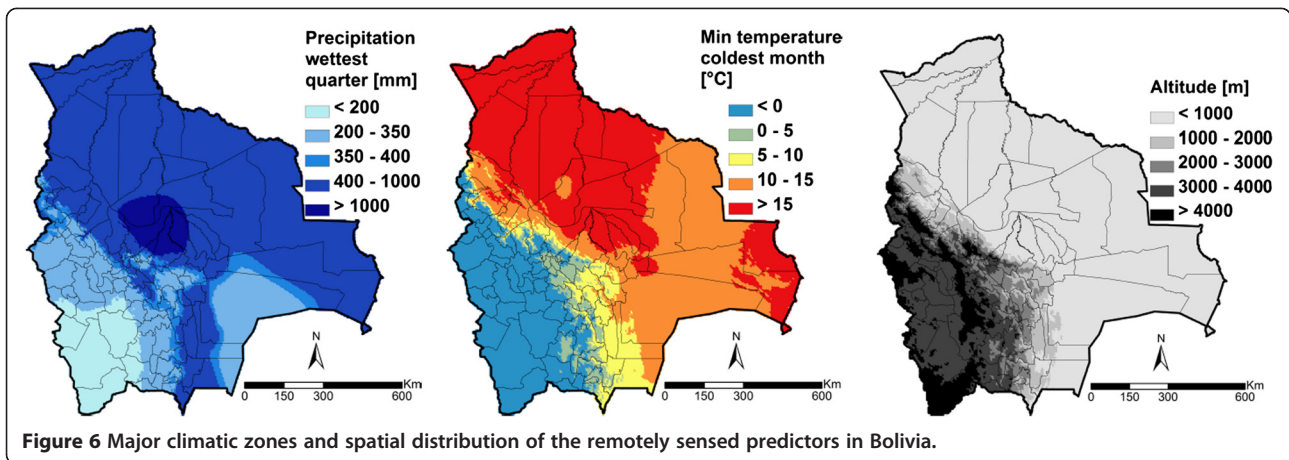 Precipitation
wettest
quarter [mm]
< 200
200 - 350
350 - 400
400 - 1000
> 1000
N
Km
0 150 300 600
Min temperature
coldest month
[°C]
< 0
0 - 5
5 - 10
10 - 15
> 15
N
Km
0 150 300 600
Altitude [m]
< 1000
1000 - 2000
2000 - 3000
3000 - 4000
> 4000
N
Km
0 150 300 600
Figure 6 Major climatic zones and spatial distribution of the remotely sensed predictors in Bolivia.